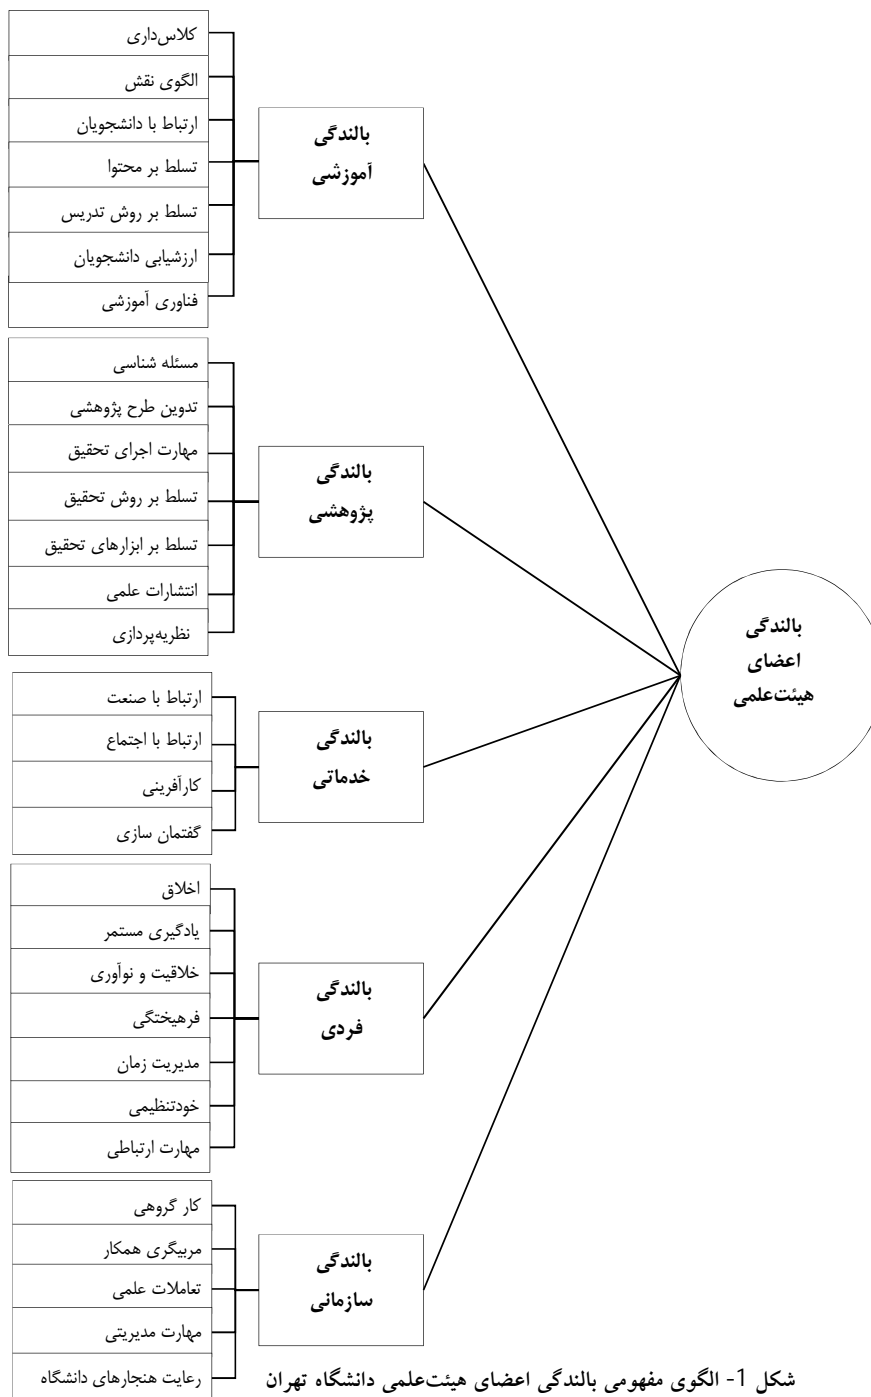 بالندگی
اعضای
هیئت‌علمی
بالندگی
آموزشی
کلاس‌داری
الگوی نقش
ارتباط با دانشجویان
تسلط بر محتوا
تسلط بر روش تدریس
ارزشیابی دانشجویان
فناوری آموزشی
بالندگی
پژوهشی
مسئله شناسی
تدوین طرح پژوهشی
مهارت اجرای تحقیق
تسلط بر روش تحقیق
تسلط بر ابزارهای تحقیق
انتشارات علمی
نظریه‌پردازی
بالندگی
خدماتی
ارتباط با صنعت
ارتباط با اجتماع
کارآفرینی
گفتمان سازی
بالندگی
فردی
اخلاق
یادگیری مستمر
خلاقیت و نوآوری
فرهیختگی
مدیریت زمان
خودتنظیمی
مهارت ارتباطی
بالندگی
سازمانی
کار گروهی
مربیگری همکار
تعاملات علمی
مهارت مدیریتی
رعایت هنجارهای دانشگاه
شکل 1- الگوی مفهومی بالندگی اعضای هیئت‌علمی دانشگاه تهران